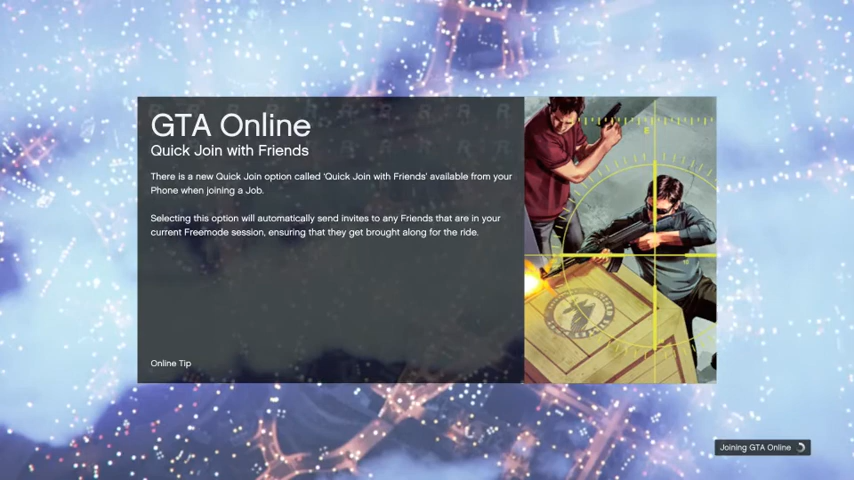 GTA Online
Quick Join with Friends
There is a new Quick Join option called 'Quick Join with Friends' available from your
Phone when joining a Job.
Selecting this option will automatically send invites to any Friends that are in your
current Freemode session, ensuring that they get brought along for the ride.
Online Tip
Joining GTA Online